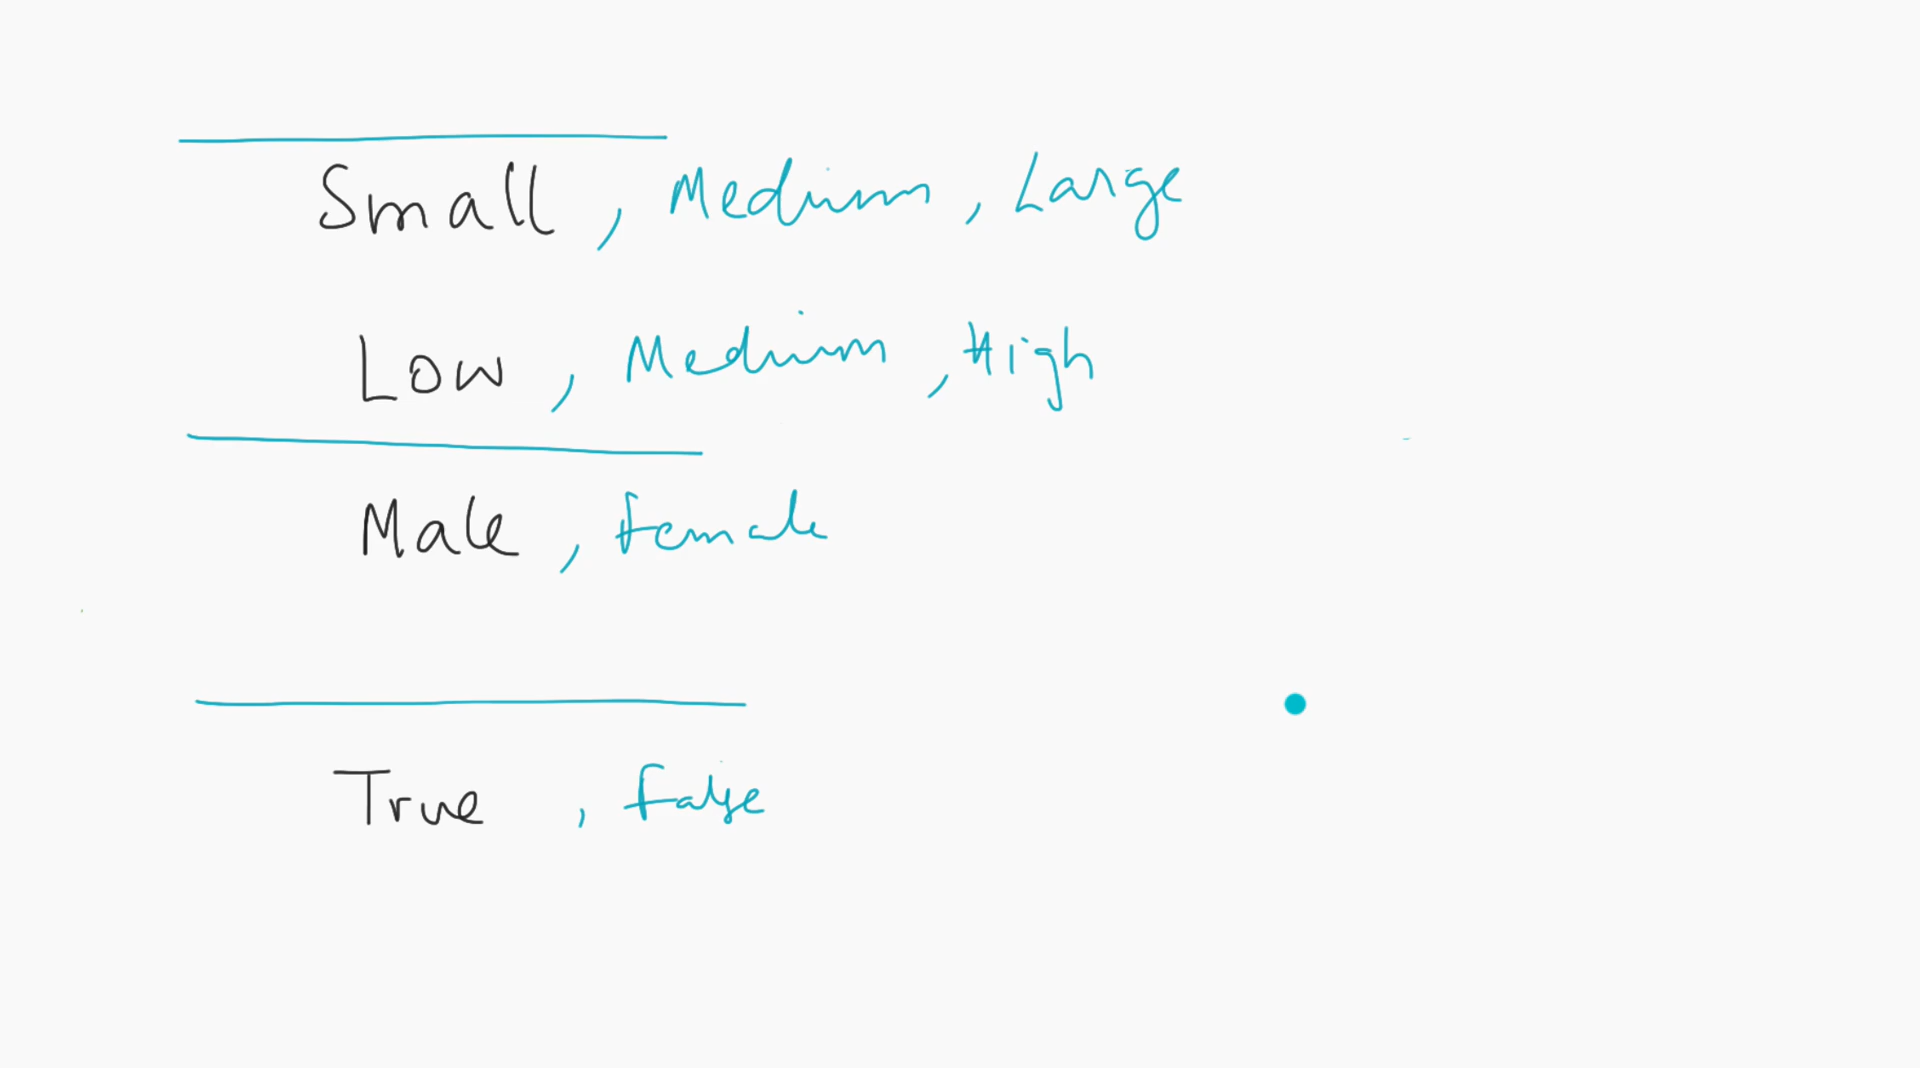 Small, Medium, Large
Low, Medium, High
Male, Female
True, False